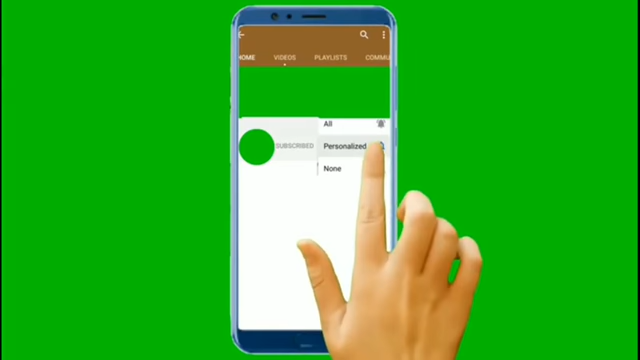 HOME VIDEOS PLAYLISTS COMMU
All
SUBSCRIBED Personalized
None